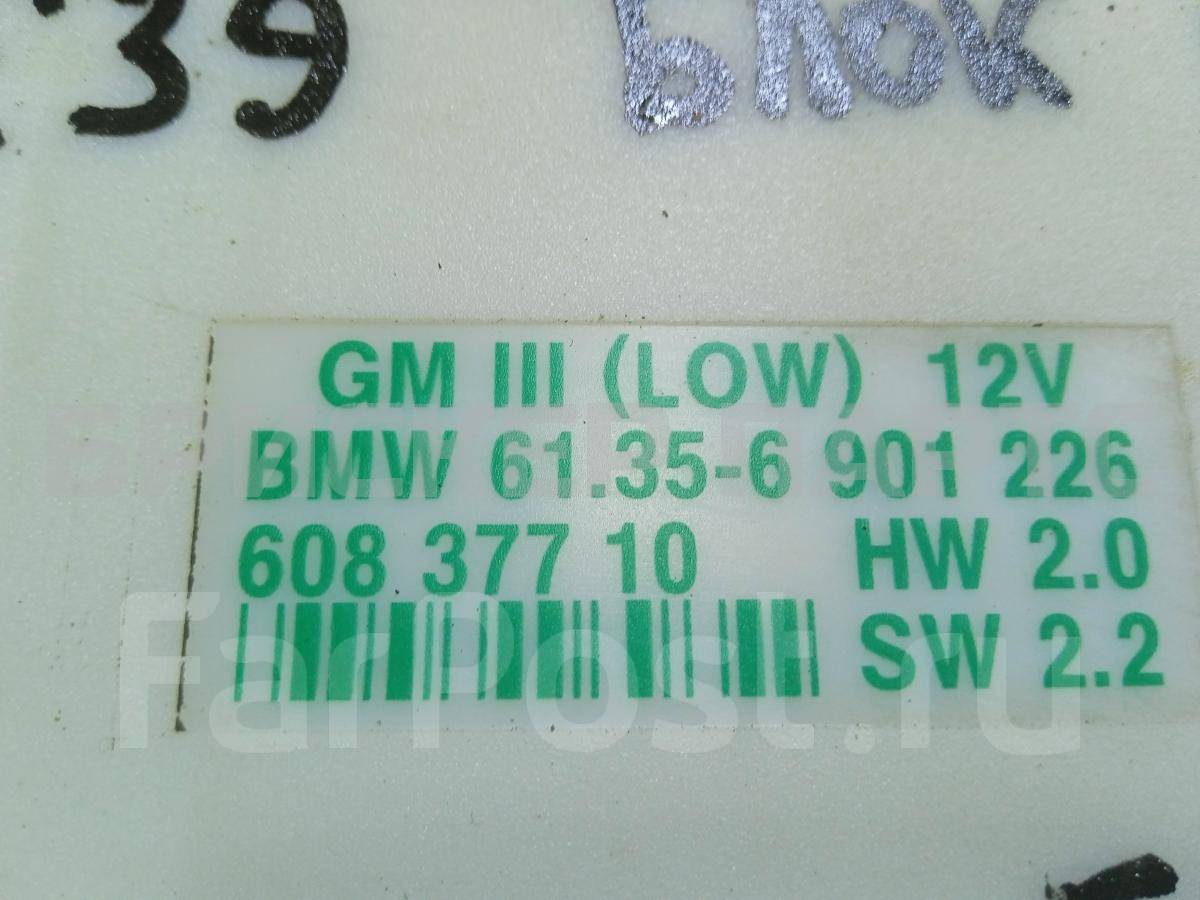 39 блок
GM III (LOW) 12V
BMW 61.35-6 901 226
608 377 10 HW 2.0
SW 2.2
FarPost.ru